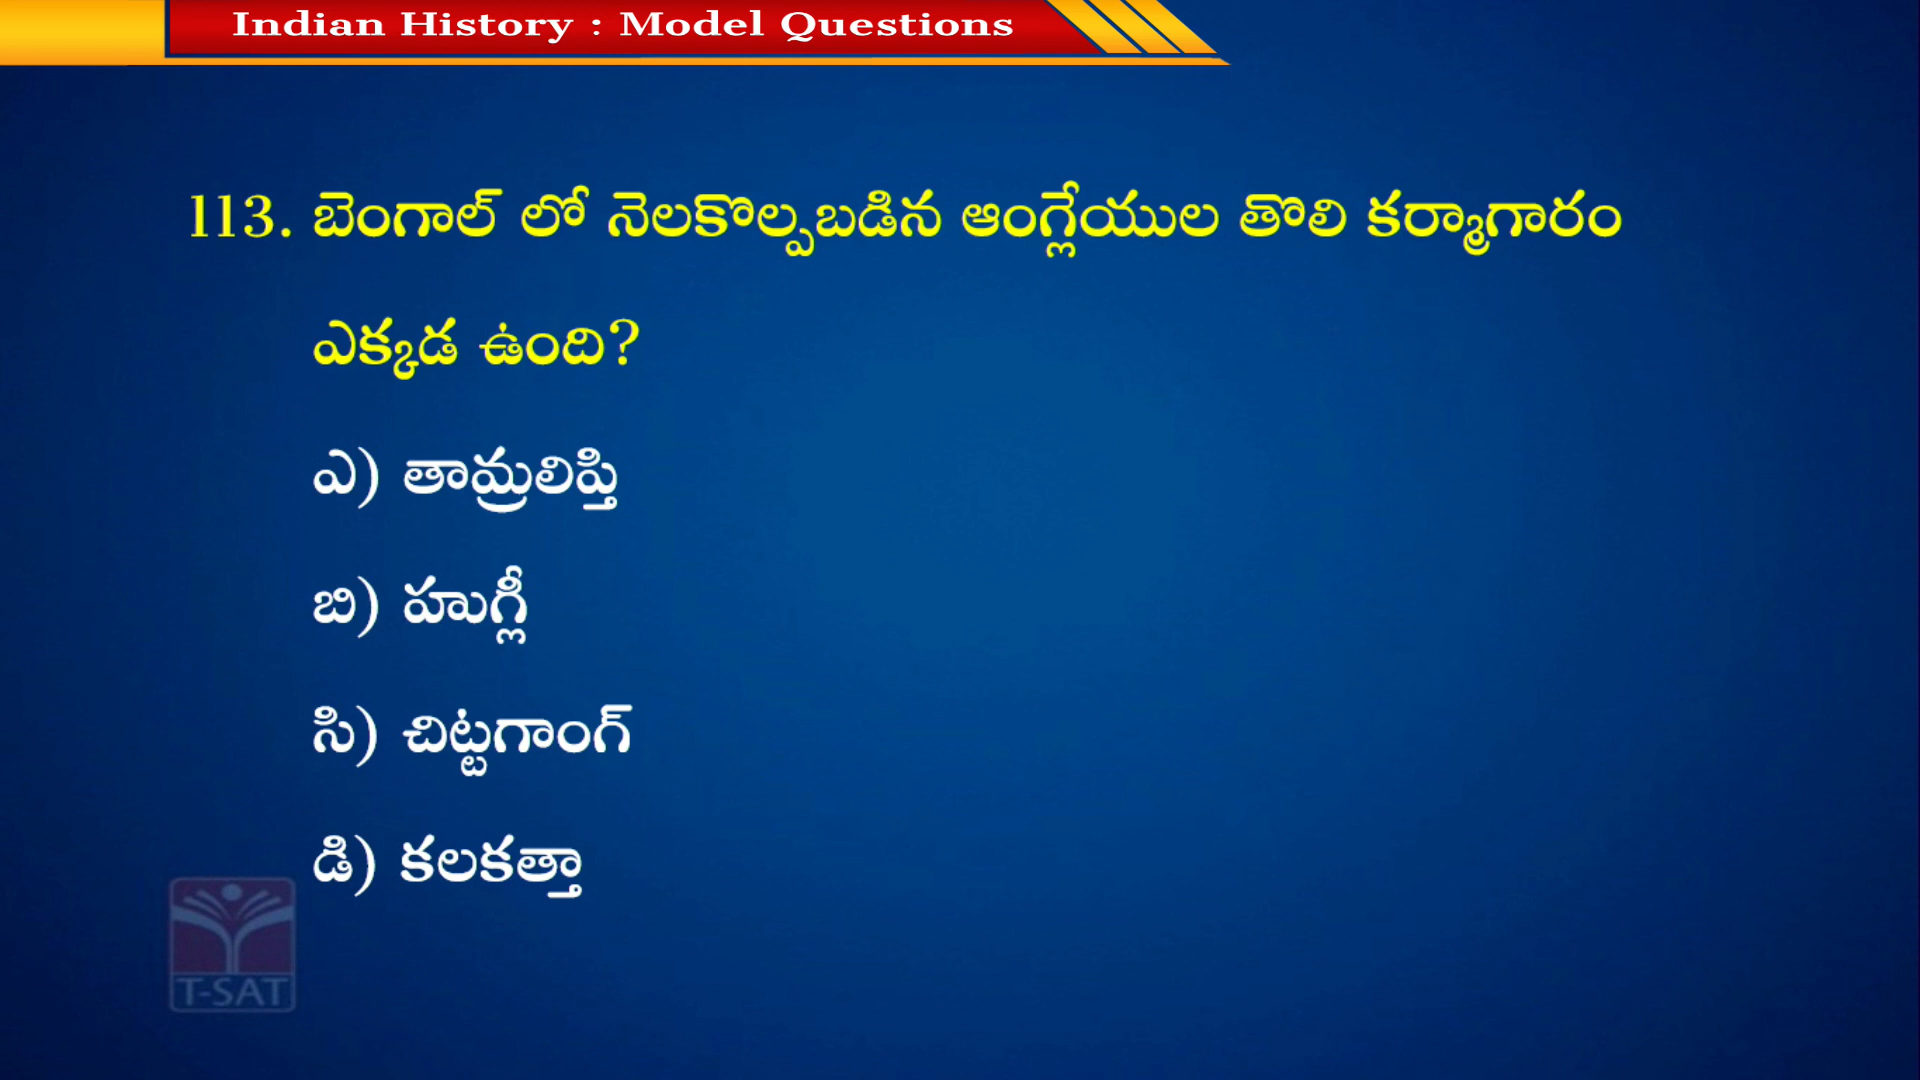 Indian History : Model Questions
113. బెంగాల్ లో నెలకొల్పబడిన ఆంగ్లేయుల తొలి కర్మాగారం
ఎక్కడ ఉంది?
ఎ) తామ్రలిప్తి
బి) హుగ్లీ
సి) చిట్టగాంగ్
డి) కలకత్తా
T-SAT